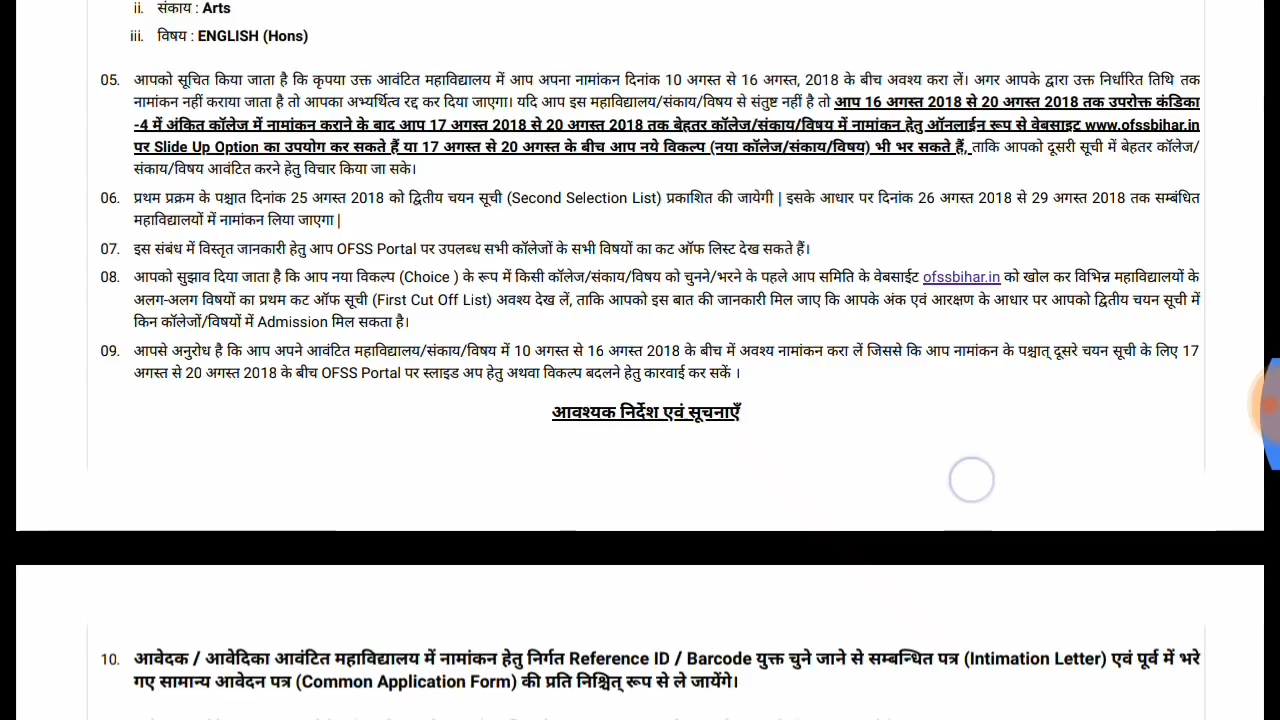 ii. संकाय : Arts
iii. विषय : ENGLISH (Hons)
05. आपको सूचित किया जाता है कि कृपया उक्त आवंटित महाविद्यालय में आप अपना नामांकन दिनांक 10 अगस्त से 16 अगस्त, 2018 के बीच अवश्य करा लें। अगर आपके द्वारा उक्त निर्धारित तिथि तक
नामांकन नहीं कराया जाता है तो आपका अभ्यर्थित्व रद्द कर दिया जाएगा। यदि आप इस महाविद्यालय/संकाय/विषय से संतुष्ट नहीं है तो आप 16 अगस्त 2018 से 20 अगस्त 2018 तक उपरोक्त कंडिका
-4 में अंकित कॉलेज में नामांकन कराने के बाद आप 17 अगस्त 2018 से 20 अगस्त 2018 तक बेहतर कॉलेज/संकाय/विषय में नामांकन हेतु ऑनलाईन रूप से वेबसाइट www.ofssbihar.in
पर Slide Up Option का उपयोग कर सकते हैं या 17 अगस्त से 20 अगस्त के बीच आप नये विकल्प (नया कॉलेज/संकाय/विषय) भी भर सकते हैं, ताकि आपको दूसरी सूची में बेहतर कॉलेज/
संकाय/विषय आवंटित करने हेतु विचार किया जा सके।
06. प्रथम प्रक्रम के पश्चात दिनांक 25 अगस्त 2018 को द्वितीय चयन सूची (Second Selection List) प्रकाशित की जायेगी | इसके आधार पर दिनांक 26 अगस्त 2018 से 29 अगस्त 2018 तक सम्बंधित
महाविद्यालयों में नामांकन लिया जाएगा |
07. इस संबंध में विस्तृत जानकारी हेतु आप OFSS Portal पर उपलब्ध सभी कॉलेजों के सभी विषयों का कट ऑफ लिस्ट देख सकते हैं।
08. आपको सुझाव दिया जाता है कि आप नया विकल्प (Choice ) के रूप में किसी कॉलेज/संकाय/विषय को चुनने/भरने के पहले आप समिति के वेबसाईट ofssbihar.in को खोल कर विभिन्न महाविद्यालयों के
अलग-अलग विषयों का प्रथम कट ऑफ सूची (First Cut Off List) अवश्य देख लें, ताकि आपको इस बात की जानकारी मिल जाए कि आपके अंक एवं आरक्षण के आधार पर आपको द्वितीय चयन सूची में
किन कॉलेजों/विषयों में Admission मिल सकता है।
09. आपसे अनुरोध है कि आप अपने आवंटित महाविद्यालय/संकाय/विषय में 10 अगस्त से 16 अगस्त 2018 के बीच में अवश्य नामांकन करा लें जिससे कि आप नामांकन के पश्चात् दूसरे चयन सूची के लिए 17
अगस्त से 20 अगस्त 2018 के बीच OFSS Portal पर स्लाइड अप हेतु अथवा विकल्प बदलने हेतु कारवाई कर सकें ।
आवश्यक निर्देश एवं सूचनाएँ
10. आवेदक / आवेदिका आवंटित महाविद्यालय में नामांकन हेतु निर्गत Reference ID / Barcode युक्त चुने जाने से सम्बन्धित पत्र (Intimation Letter) एवं पूर्व में भरे
गए सामान्य आवेदन पत्र (Common Application Form) की प्रति निश्चित् रूप से ले जायेंगे।